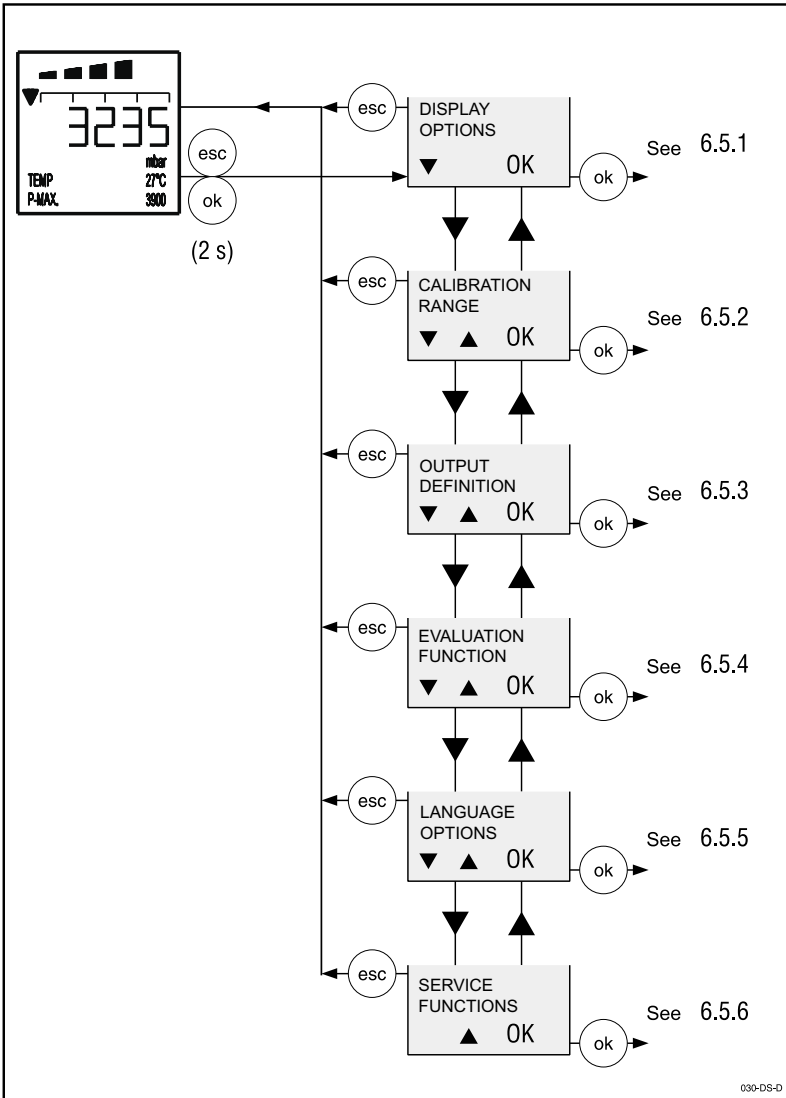 3235
mbar
TEMP 27°C
P-MAX. 3900
esc
ok
(2 s)
esc
DISPLAY
OPTIONS
▼ OK
ok
See 6.5.1
esc
CALIBRATION
RANGE
▼ ▲ OK
ok
See 6.5.2
esc
OUTPUT
DEFINITION
▼ ▲ OK
ok
See 6.5.3
esc
EVALUATION
FUNCTION
▼ ▲ OK
ok
See 6.5.4
esc
LANGUAGE
OPTIONS
▼ ▲ OK
ok
See 6.5.5
esc
SERVICE
FUNCTIONS
▲ OK
ok
See 6.5.6
030-DS-D